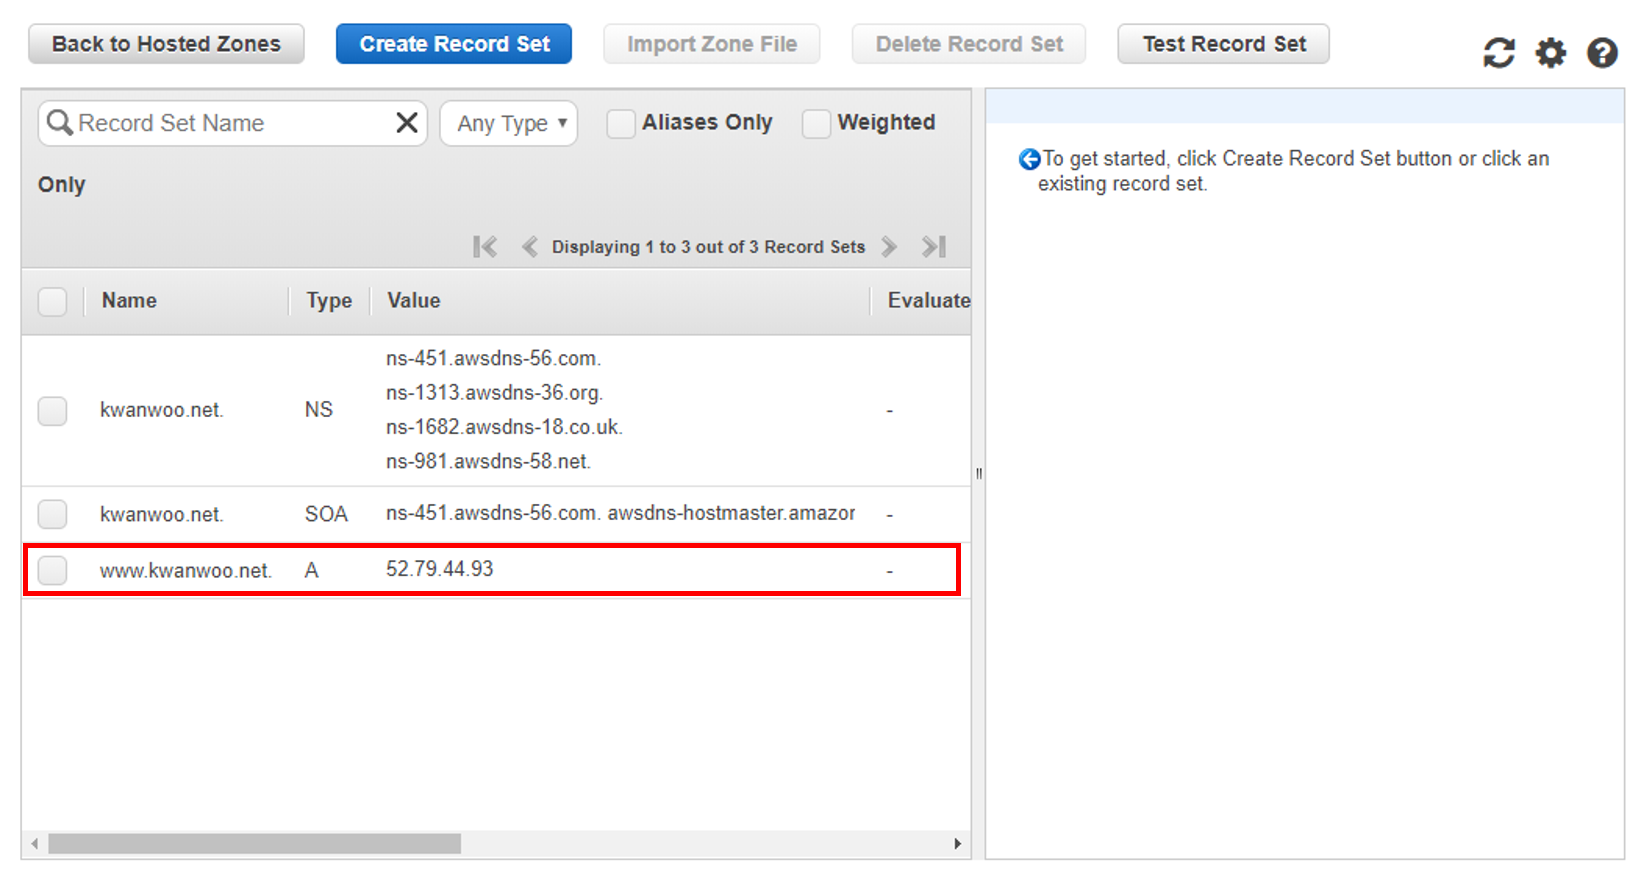 Back to Hosted Zones
Create Record Set
Import Zone File
Delete Record Set
Test Record Set
Record Set Name
Any Type
Aliases Only
Weighted
Only
Displaying 1 to 3 out of 3 Record Sets
Name Type Value Evaluate
kwanwoo.net. NS
ns-451.awsdns-56.com.
ns-1313.awsdns-36.org.
ns-1682.awsdns-18.co.uk.
ns-981.awsdns-58.net.
-
kwanwoo.net. SOA ns-451.awsdns-56.com. awsdns-hostmaster.amazor -
www.kwanwoo.net. A 52.79.44.93 -
To get started, click Create Record Set button or click an
existing record set.